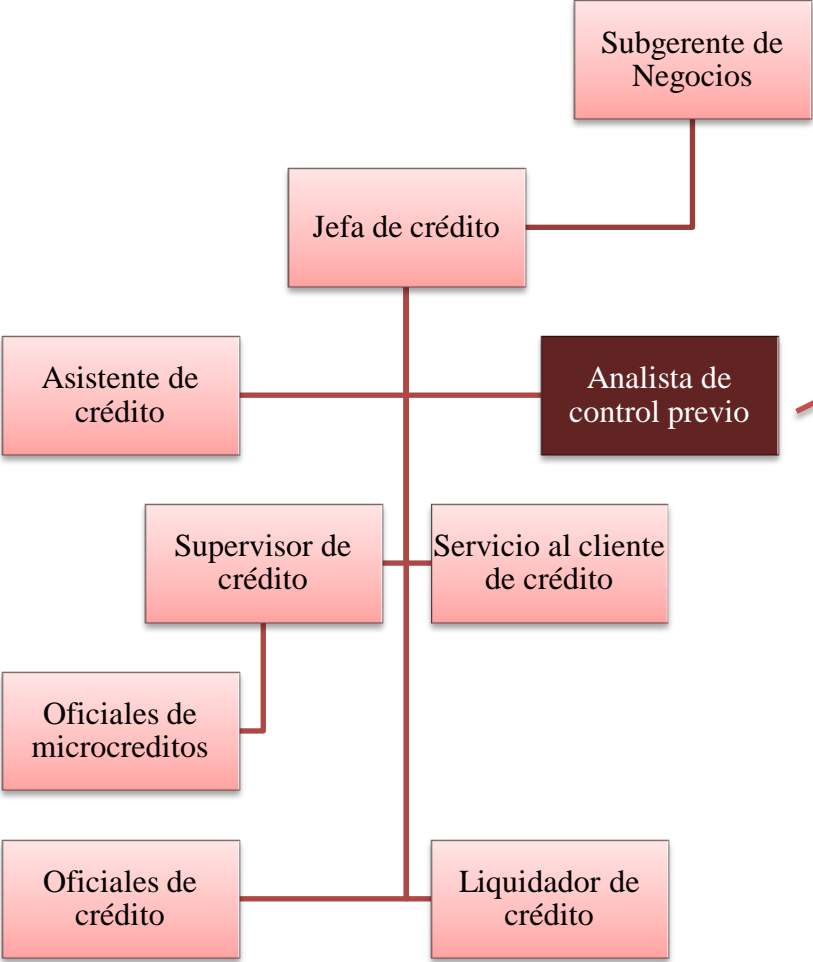 Subgerente de
Negocios
Jefa de crédito
Asistente de
crédito
Analista de
control previo
Supervisor de
crédito
Servicio al cliente
de crédito
Oficiales de
microcreditos
Oficiales de
crédito
Liquidador de
crédito